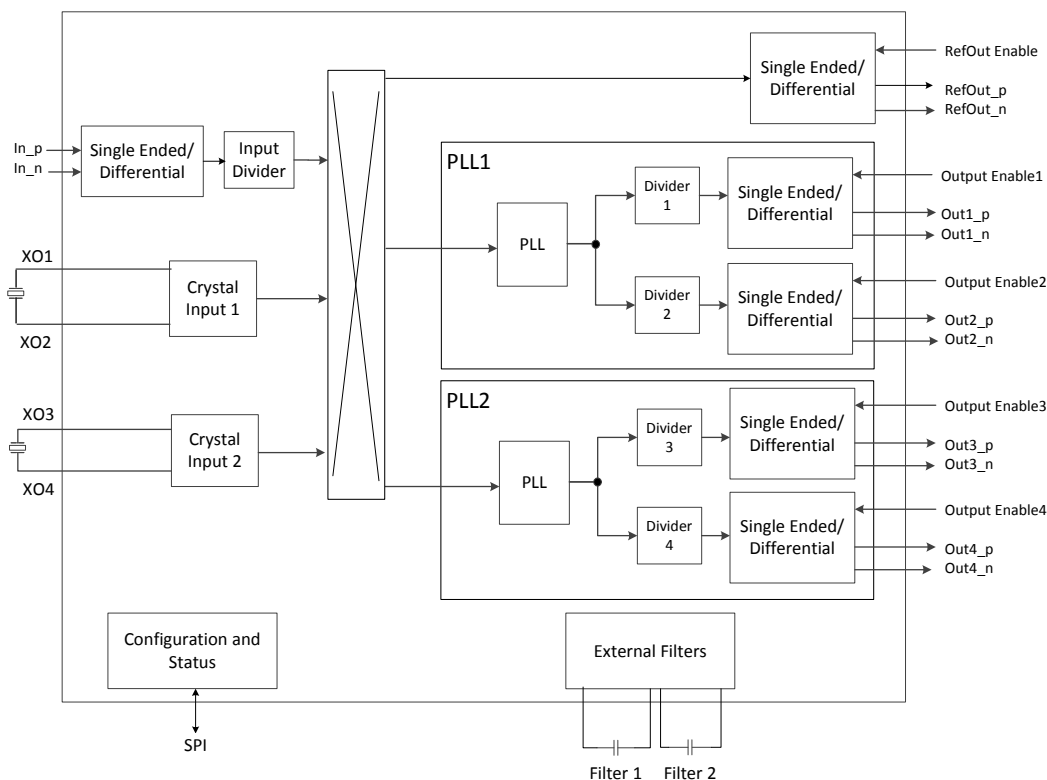 RefOut Enable
Single Ended/
Differential
RefOut_p
RefOut_n
In_p
In_n
Single Ended/
Differential
Input
Divider
PLL1
PLL
Divider
1
Single Ended/
Differential
Output Enable1
Out1_p
Out1_n
Divider
2
Single Ended/
Differential
Output Enable2
Out2_p
Out2_n
XO1
XO2
Crystal
Input 1
XO3
XO4
Crystal
Input 2
PLL2
PLL
Divider
3
Single Ended/
Differential
Output Enable3
Out3_p
Out3_n
Divider
4
Single Ended/
Differential
Output Enable4
Out4_p
Out4_n
Configuration and
Status
SPI
External Filters
Filter 1
Filter 2